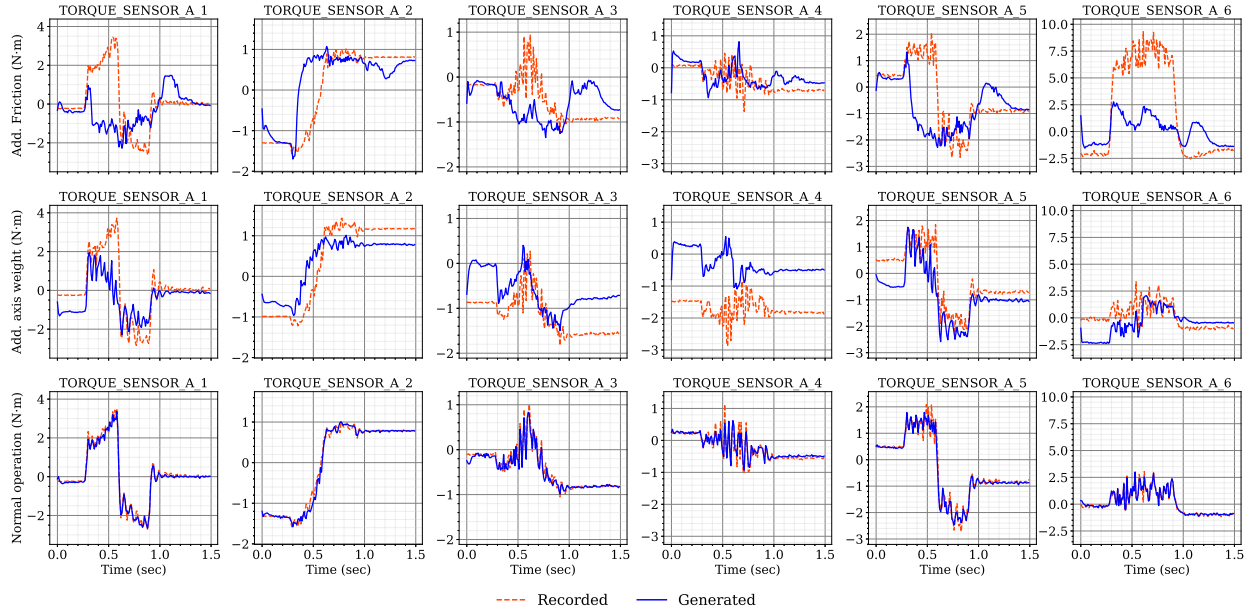 TORQUE_SENSOR_A_1 TORQUE_SENSOR_A_2 TORQUE_SENSOR_A_3 TORQUE_SENSOR_A_4 TORQUE_SENSOR_A_5 TORQUE_SENSOR_A_6
Add. Friction (N·m)
4 2 0 −2
1 0 −1 −2
1 0 −1 −2
1 0 −1 −2 −3
2 1 0 −1 −2 −3
10.0 7.5 5.0 2.5 0.0 −2.5
TORQUE_SENSOR_A_1 TORQUE_SENSOR_A_2 TORQUE_SENSOR_A_3 TORQUE_SENSOR_A_4 TORQUE_SENSOR_A_5 TORQUE_SENSOR_A_6
Add. axis weight (N·m)
4 2 0 −2
1 0 −1 −2
1 0 −1 −2
1 0 −1 −2 −3
2 1 0 −1 −2 −3
10.0 7.5 5.0 2.5 0.0 −2.5
TORQUE_SENSOR_A_1 TORQUE_SENSOR_A_2 TORQUE_SENSOR_A_3 TORQUE_SENSOR_A_4 TORQUE_SENSOR_A_5 TORQUE_SENSOR_A_6
Normal operation (N·m)
4 2 0 −2
1 0 −1 −2
1 0 −1 −2
1 0 −1 −2 −3
2 1 0 −1 −2 −3
10.0 7.5 5.0 2.5 0.0 −2.5
0.0 0.5 1.0 1.5 0.0 0.5 1.0 1.5 0.0 0.5 1.0 1.5 0.0 0.5 1.0 1.5 0.0 0.5 1.0 1.5 0.0 0.5 1.0 1.5
Time (sec) Time (sec) Time (sec) Time (sec) Time (sec) Time (sec)
Recorded Generated